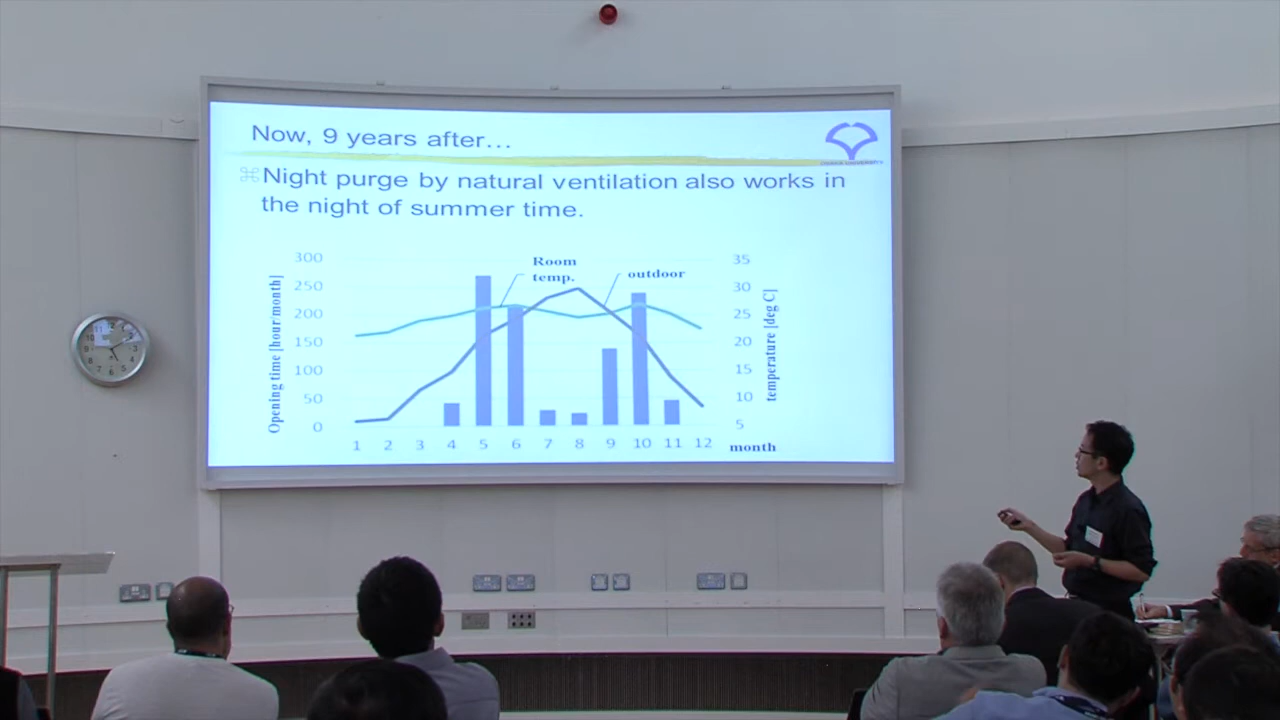 Now, 9 years after…
OSAKA UNIVERSITY
⌘Night purge by natural ventilation also works in
the night of summer time.
300
250
200
150
100
50
0
Opening time [hour/month]
Room
temp.
outdoor
35
30
25
20
15
10
5
temperature [deg C]
1 2 3 4 5 6 7 8 9 10 11 12 month